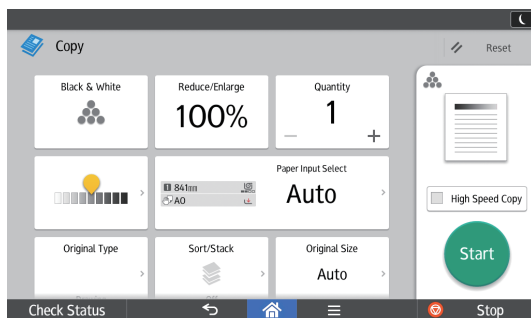 Copy
Reset
Black & White
Reduce/Enlarge
100%
Quantity
1
Paper Input Select
1 841mm
A0
Auto
High Speed Copy
Original Type
Sort/Stack
Original Size
Auto
Start
Check Status
Stop